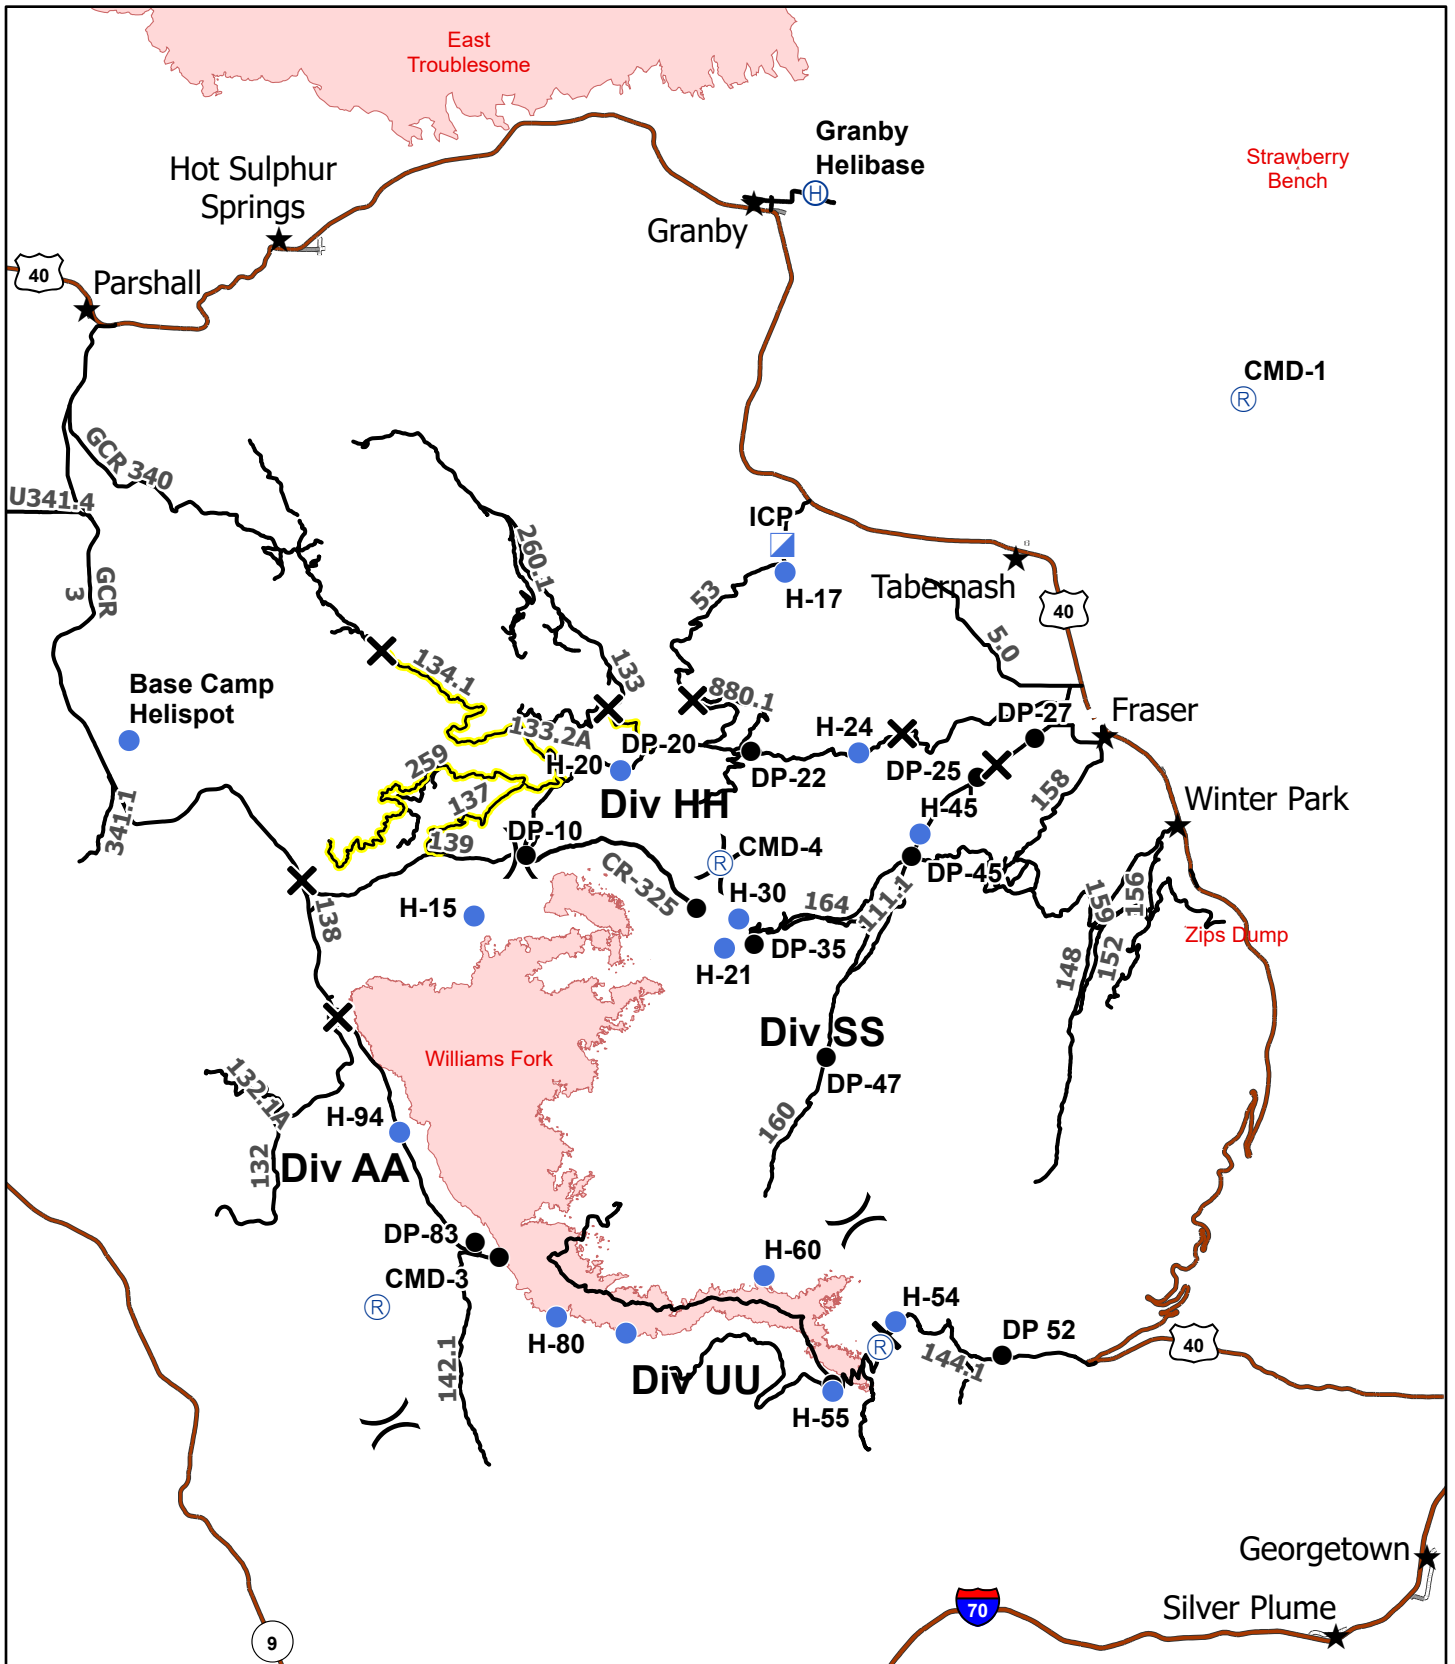 East
Troublesome
Granby
Helibase
H
Strawberry
Bench
Hot Sulphur
Springs
Granby
40
Parshall
CMD-1
R
GCR 340
U341.4
ICP
260.1
GCR
3
53
H-17
Tabernash
40
5.0
134.1
133
880.1
Base Camp
Helispot
133.2A
DP-20
H-24
DP-27
Fraser
259
H-20
DP-22
DP-25
137
Div HH
H-45
158
Winter Park
341.1
139
DP-10
CMD-4
R
DP-45
CR-325
H-30
164
111.1
159
156
138
H-15
DP-35
H-21
148
152
Zips Dump
Div SS
Williams Fork
DP-47
132.1A
H-94
160
132
Div AA
DP-83
H-60
CMD-3
R
H-54
H-80
R
DP 52
40
142.1
Div UU
144.1
H-55
Georgetown
70
Silver Plume
9